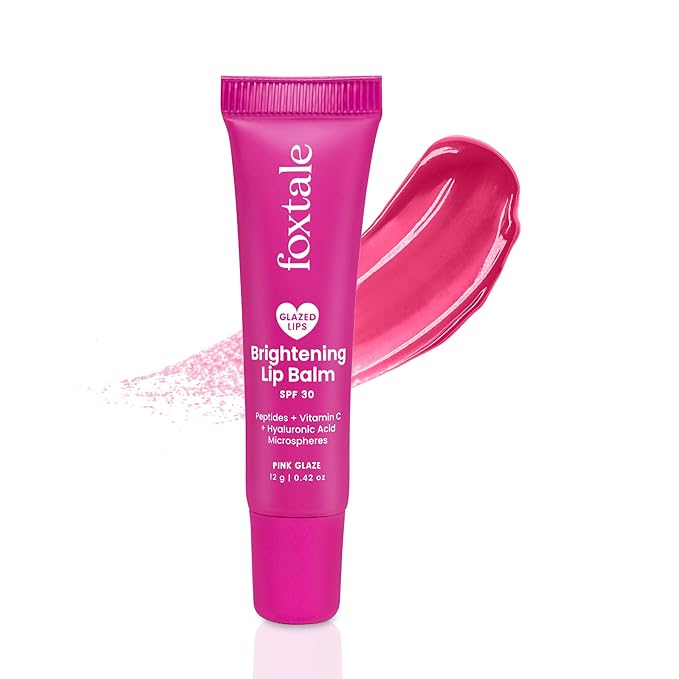 foxtale
GLAZED
LIPS
Brightening
Lip Balm
SPF 30
Peptides + Vitamin C
+ Hyaluronic Acid
Microspheres
PINK GLAZE
12 g | 0.42 oz